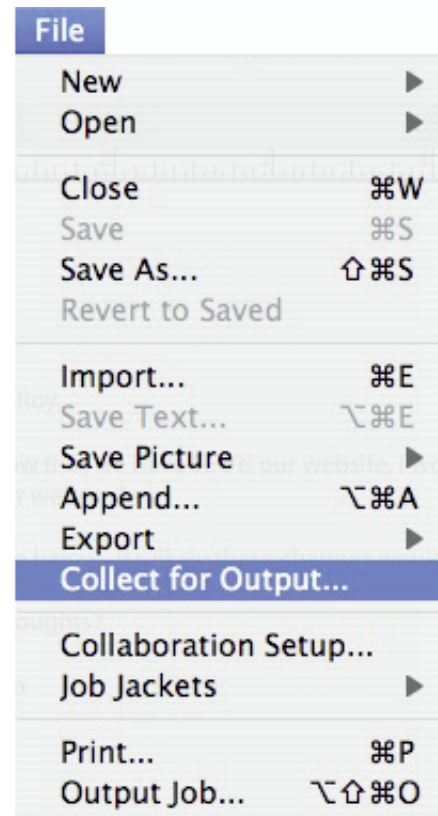 File
New ▶
Open ▶
Close ⌘W
Save ⌘S
Save As... ⇧⌘S
Revert to Saved
Import... ⌘E
Save Text... ⌥⌘E
Save Picture ▶
Append... ⌥⌘A
Export ▶
Collect for Output...
Collaboration Setup...
Job Jackets ▶
Print... ⌘P
Output Job... ⌥⇧⌘O